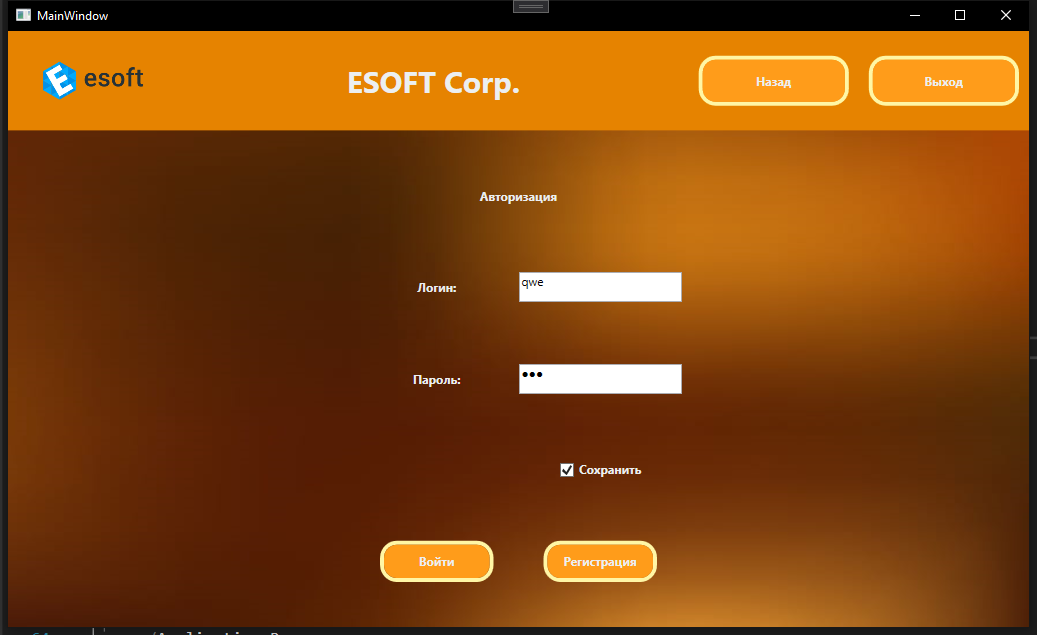 MainWindow
esoft
ESOFT Corp.
Назад
Выход
Авторизация
Логин:
qwe
Пароль:
•••
Сохранить
Войти
Регистрация